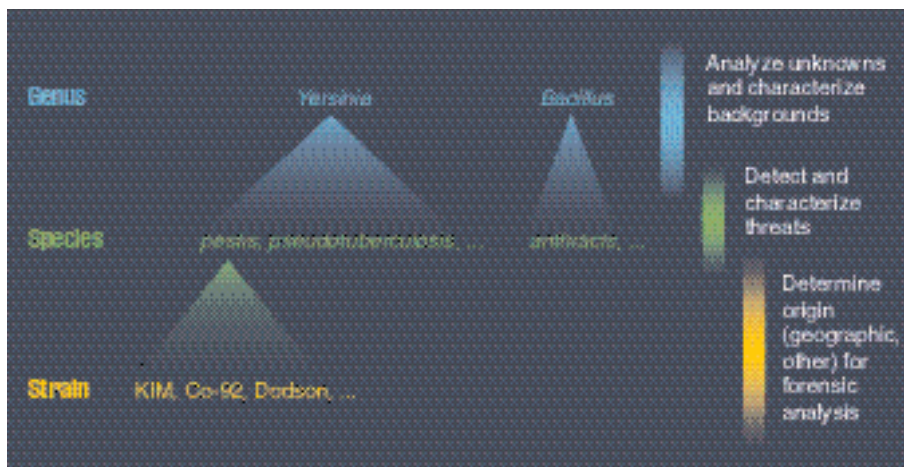 Genus
Yersinia
Bacillus
Species
pestis, pseudotuberculosis, ...
anthracis, ...
Strain
KIM, Co-92, Dodson, ...
Analyze unknowns
and characterize
backgrounds
Detect and
characterize
threats
Determine
origin
(geographic,
other) for
forensic
analysis